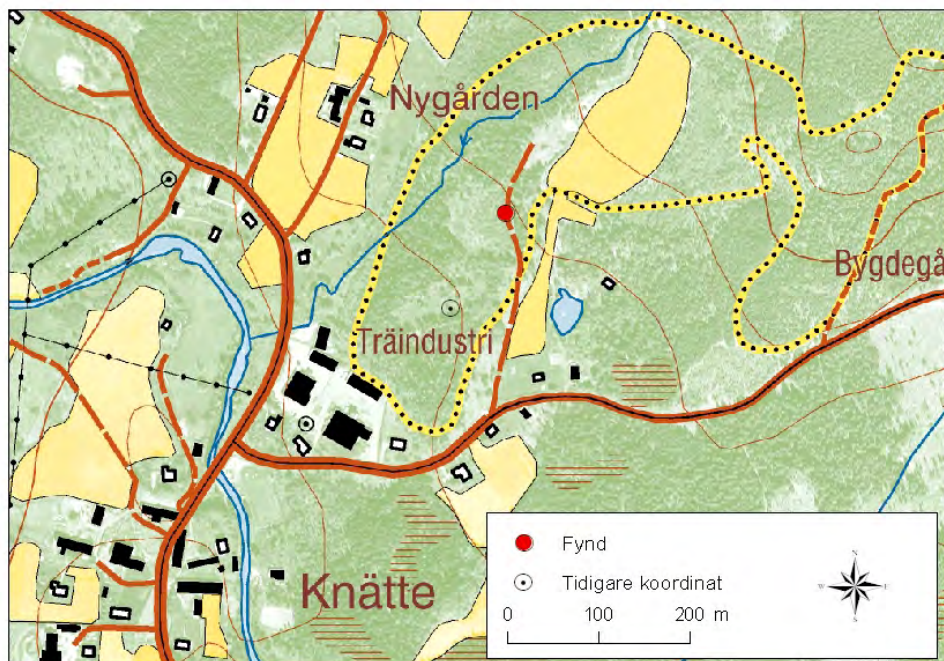 Nygården
Bygdegå
Träindustri
Knätte
Fynd
Tidigare koordinat
0 100 200 m
N
W E
S